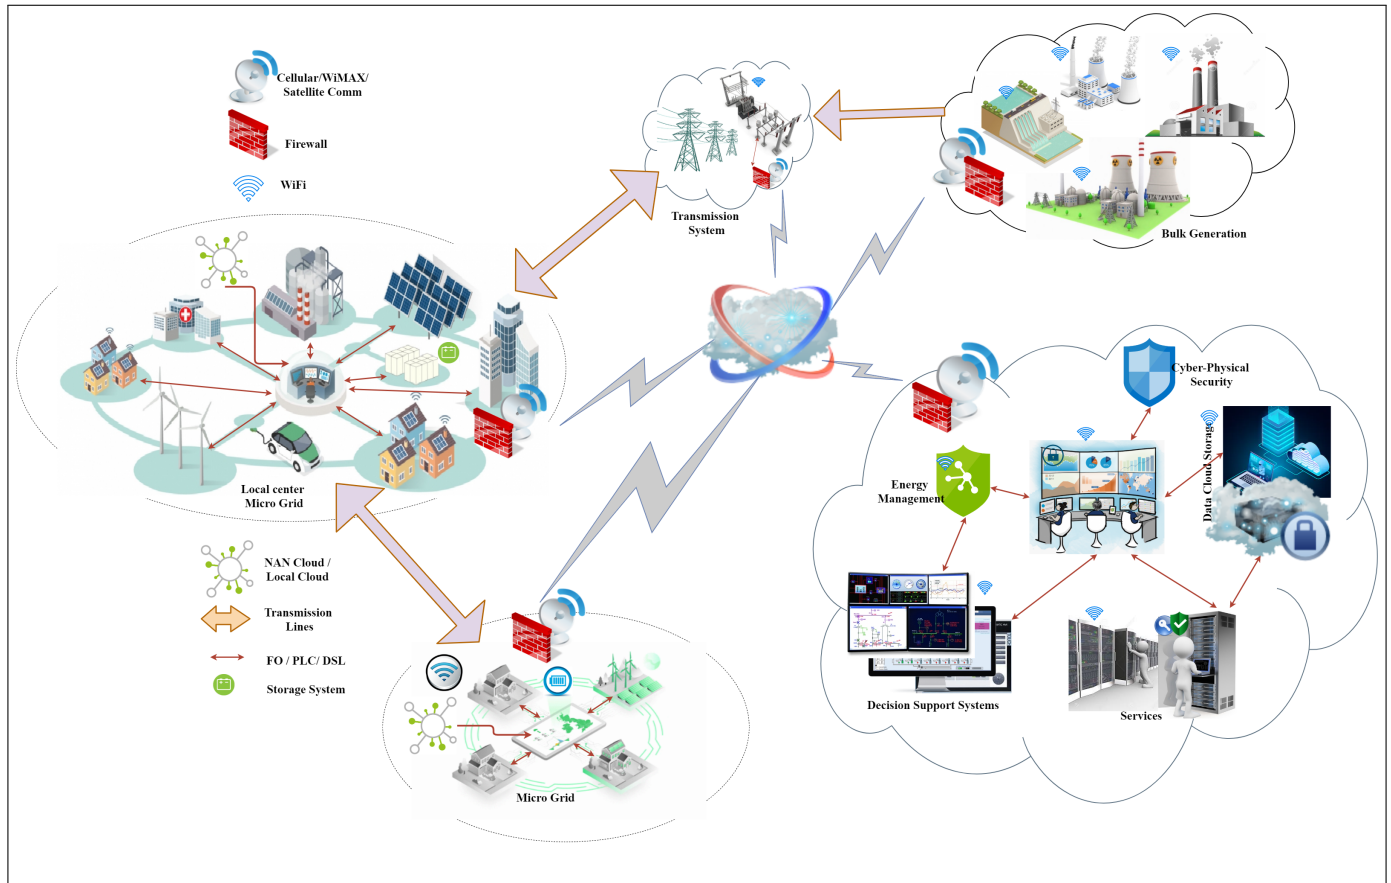 Cellular/WiMAX/
Satellite Comm
Firewall
WiFi
Transmission
System
Bulk Generation
Local center
Micro Grid
Cyber-Physical
Security
Energy
Management
Data Cloud Storage
NAN Cloud /
Local Cloud
Transmission
Lines
FO / PLC/ DSL
Storage System
Decision Support Systems
Services
Micro Grid